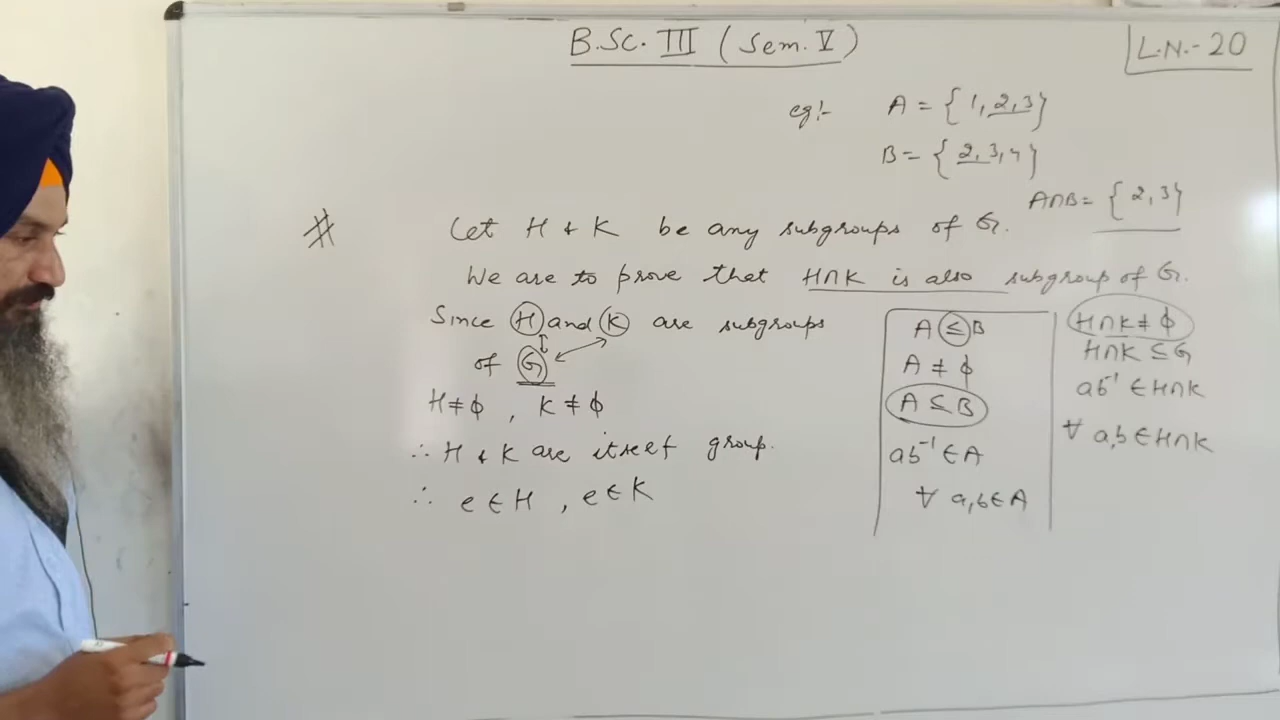 B.Sc. III (Sem. V)
L.N.-20
eg:- A = {1, 2, 3}
B = {2, 3, 4}
A∩B = {2, 3}
# Let H & K be any subgroups of G.
We are to prove that H∩K is also subgroup of G.
Since H and K are subgroups
of G
H ≠ ϕ , K ≠ ϕ
∴ H & K are itself group.
∴ e ∈ H , e ∈ K
A ≤ B
A ≠ ϕ
A ⊆ B
ab⁻¹ ∈ A
∀ a,b ∈ A
H∩K ≠ ϕ
H∩K ⊆ G
ab⁻¹ ∈ H∩K
∀ a,b ∈ H∩K